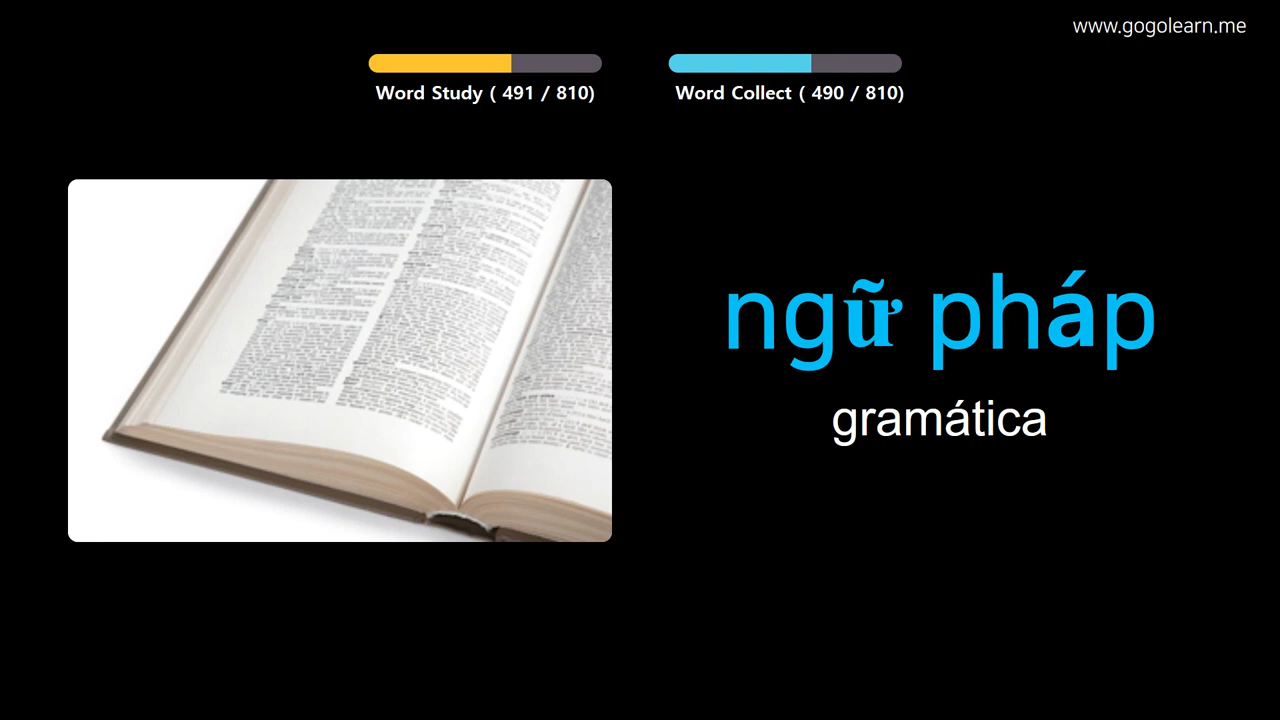 www.gogolearn.me
Word Study ( 491 / 810)
Word Collect ( 490 / 810)
ngữ pháp
gramática